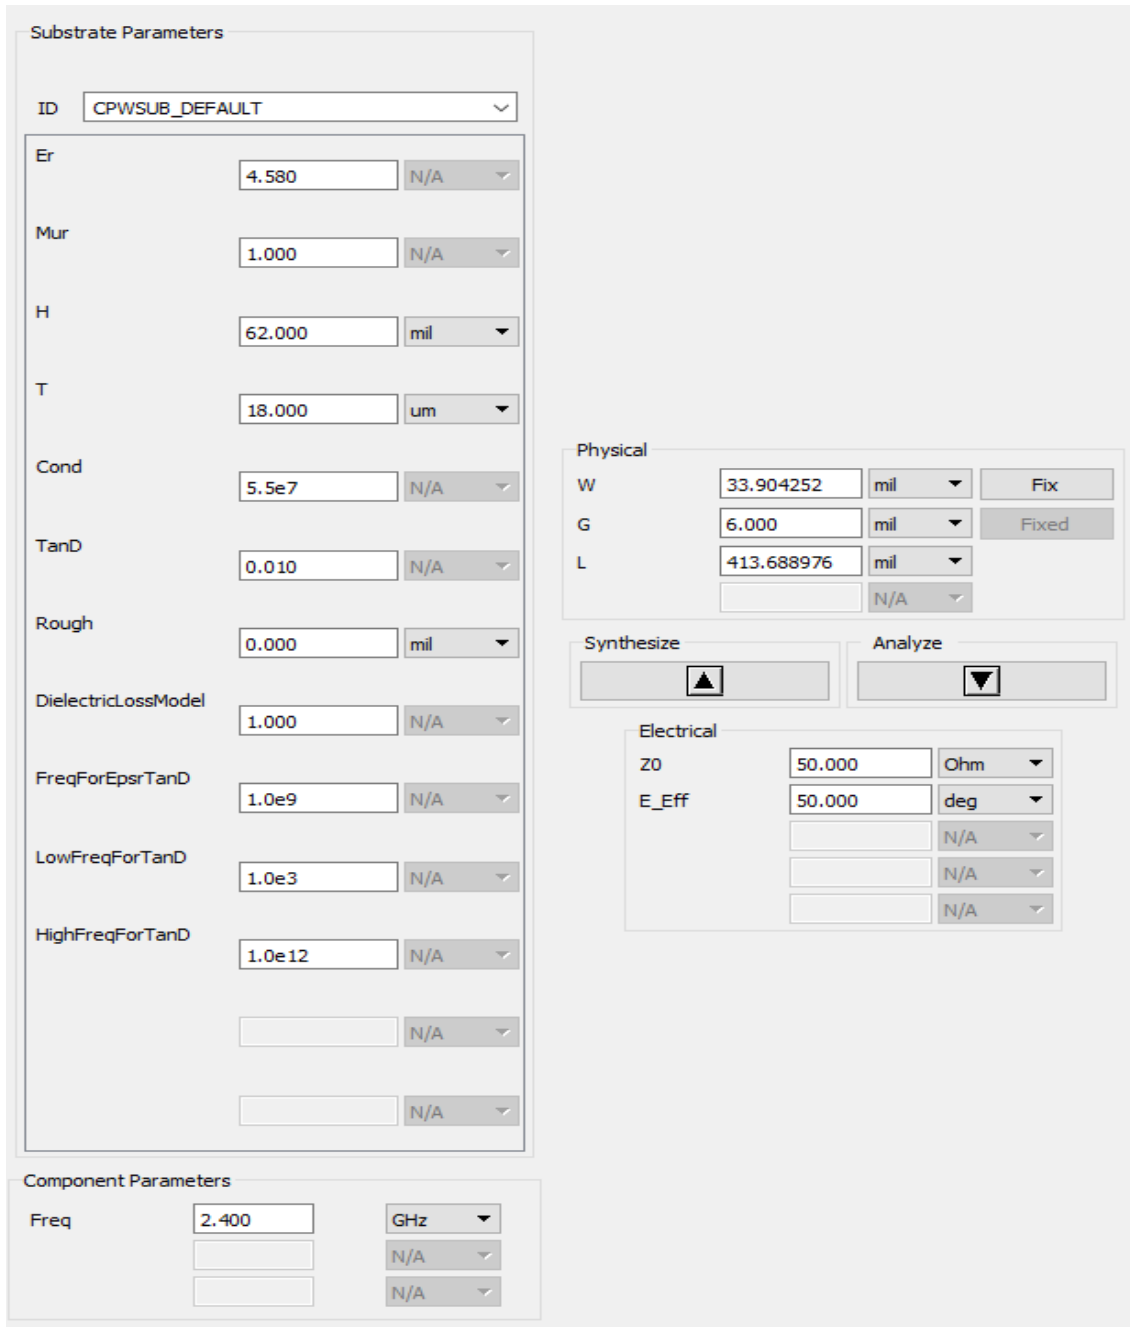 Substrate Parameters
ID CPWSUB_DEFAULT
Er
4.580 N/A
Mur
1.000 N/A
H
62.000 mil
T
18.000 um
Cond
5.5e7 N/A
TanD
0.010 N/A
Rough
0.000 mil
DielectricLossModel
1.000 N/A
FreqForEpsrTanD
1.0e9 N/A
LowFreqForTanD
1.0e3 N/A
HighFreqForTanD
1.0e12 N/A
N/A
N/A
Component Parameters
Freq 2.400 GHz
N/A
N/A
Physical
W 33.904252 mil Fix
G 6.000 mil Fixed
L 413.688976 mil
N/A
Synthesize Analyze
Electrical
Z0 50.000 Ohm
E_Eff 50.000 deg
N/A
N/A
N/A